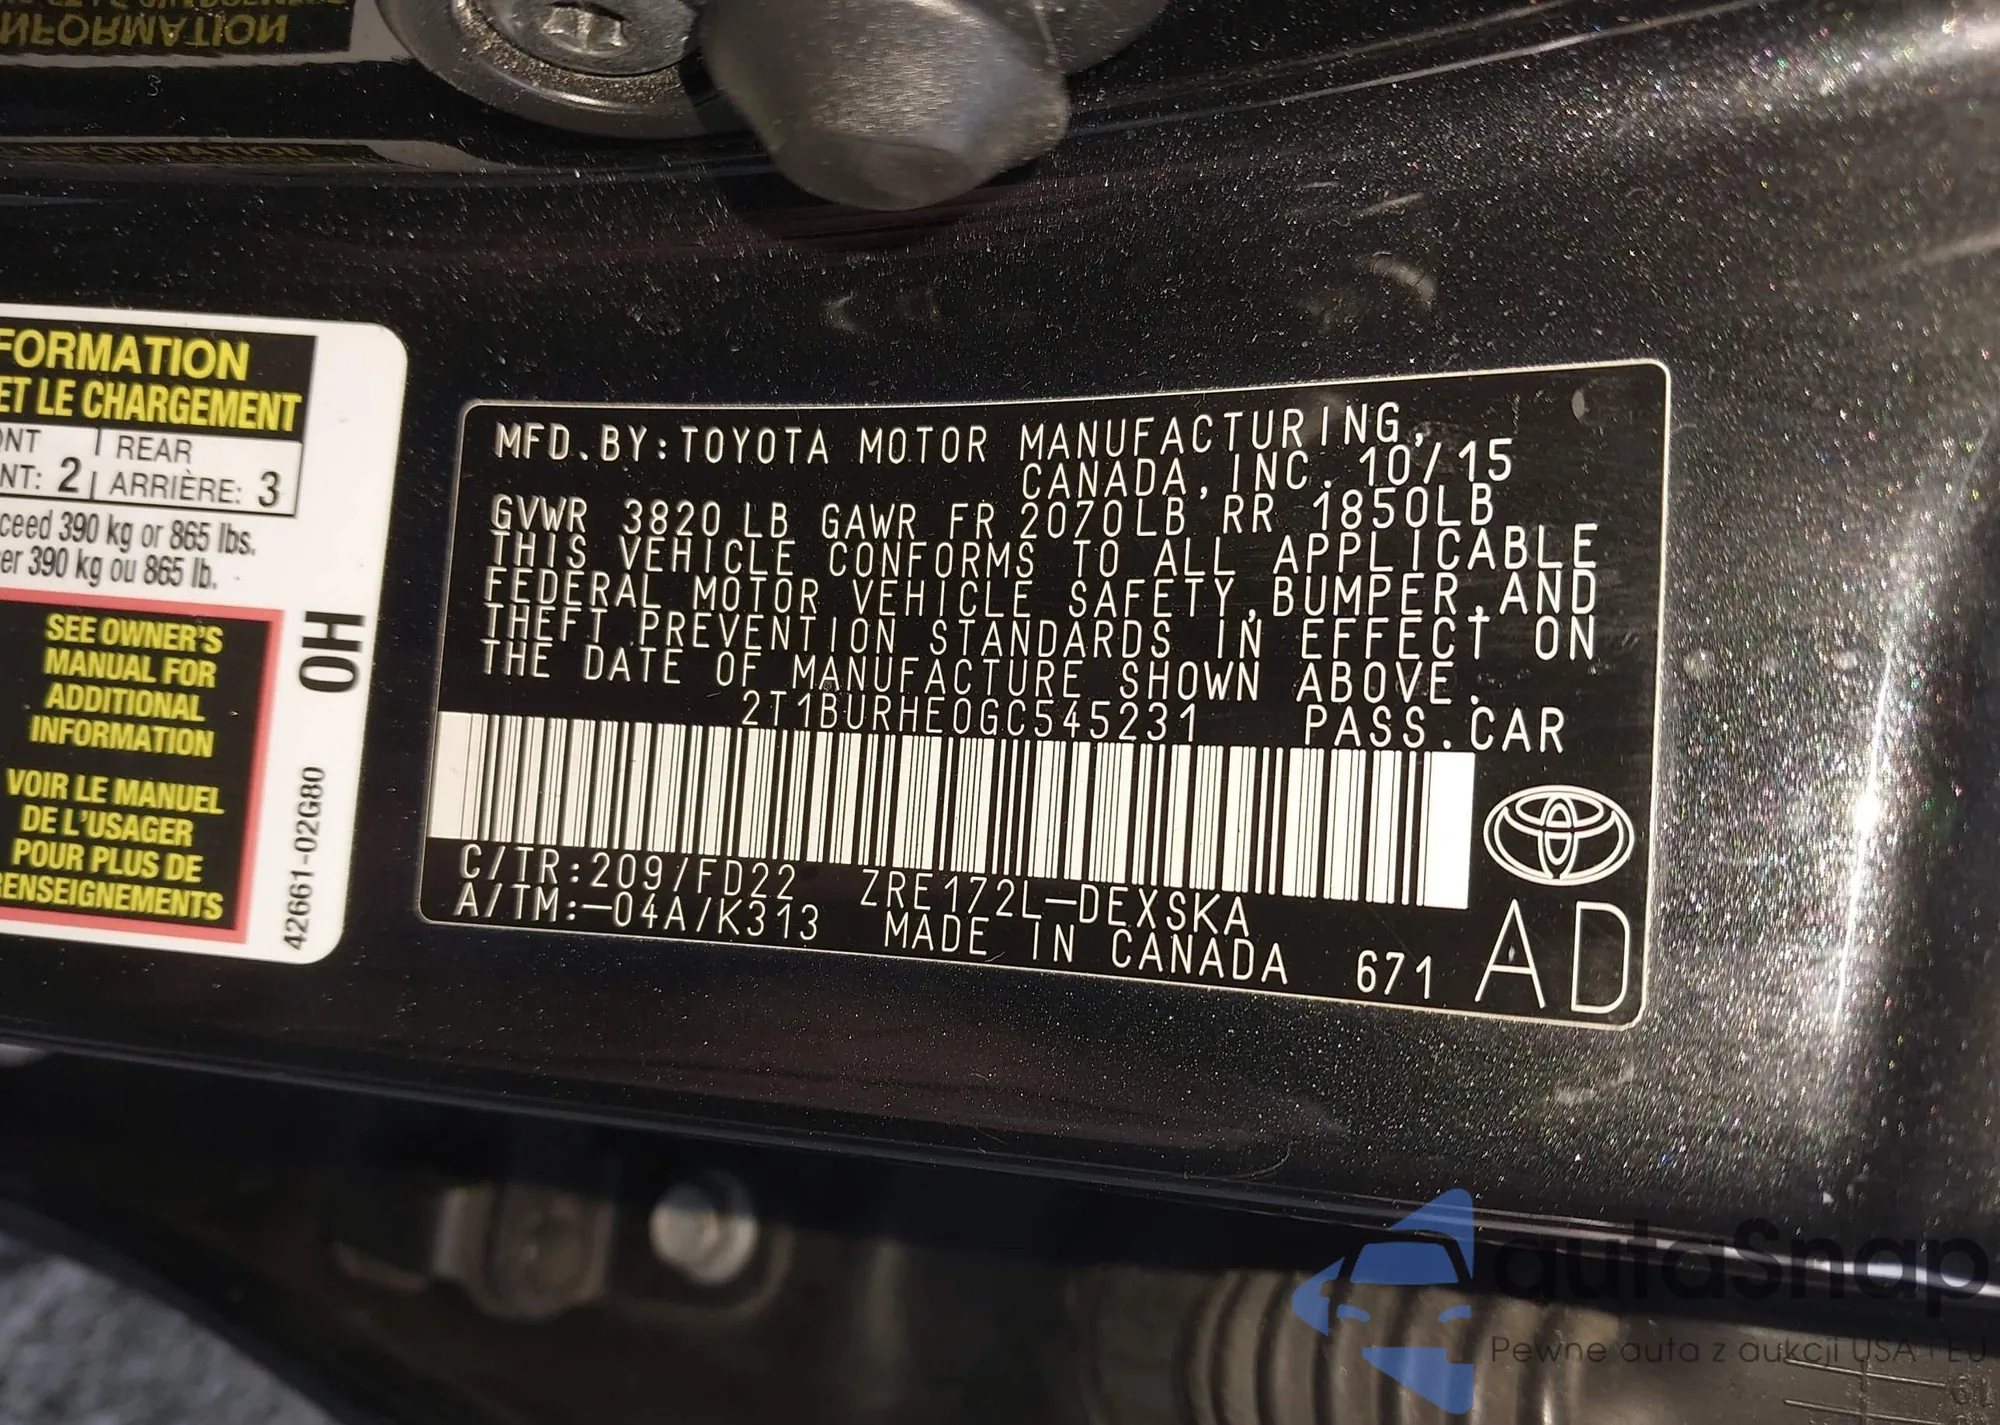 INFORMATION
FORMATION
ET LE CHARGEMENT
REAR
NT: 2 | ARRIÈRE: 3
ceed 390 kg or 865 lbs.
er 390 kg ou 865 lb.
SEE OWNER'S
MANUAL FOR
ADDITIONAL
INFORMATION
VOIR LE MANUEL
DE L'USAGER
POUR PLUS DE
RENSEIGNEMENTS
0H
42661-02G80
MFD.BY:TOYOTA MOTOR MANUFACTURING,
CANADA,INC. 10/15
GVWR 3820 LB GAWR FR 2070LB RR 1850LB
THIS VEHICLE CONFORMS TO ALL APPLICABLE
FEDERAL MOTOR VEHICLE SAFETY,BUMPER,AND
THEFT PREVENTION STANDARDS IN EFFECT ON
THE DATE OF MANUFACTURE SHOWN ABOVE.
2T1BURHE0GC545231 PASS.CAR
C/TR:209/FD22 ZRE172L-DEXSKA
A/TM:-04A/K313 MADE IN CANADA 671
AD
autaSnap
Pewne auta z aukcji USA i EU